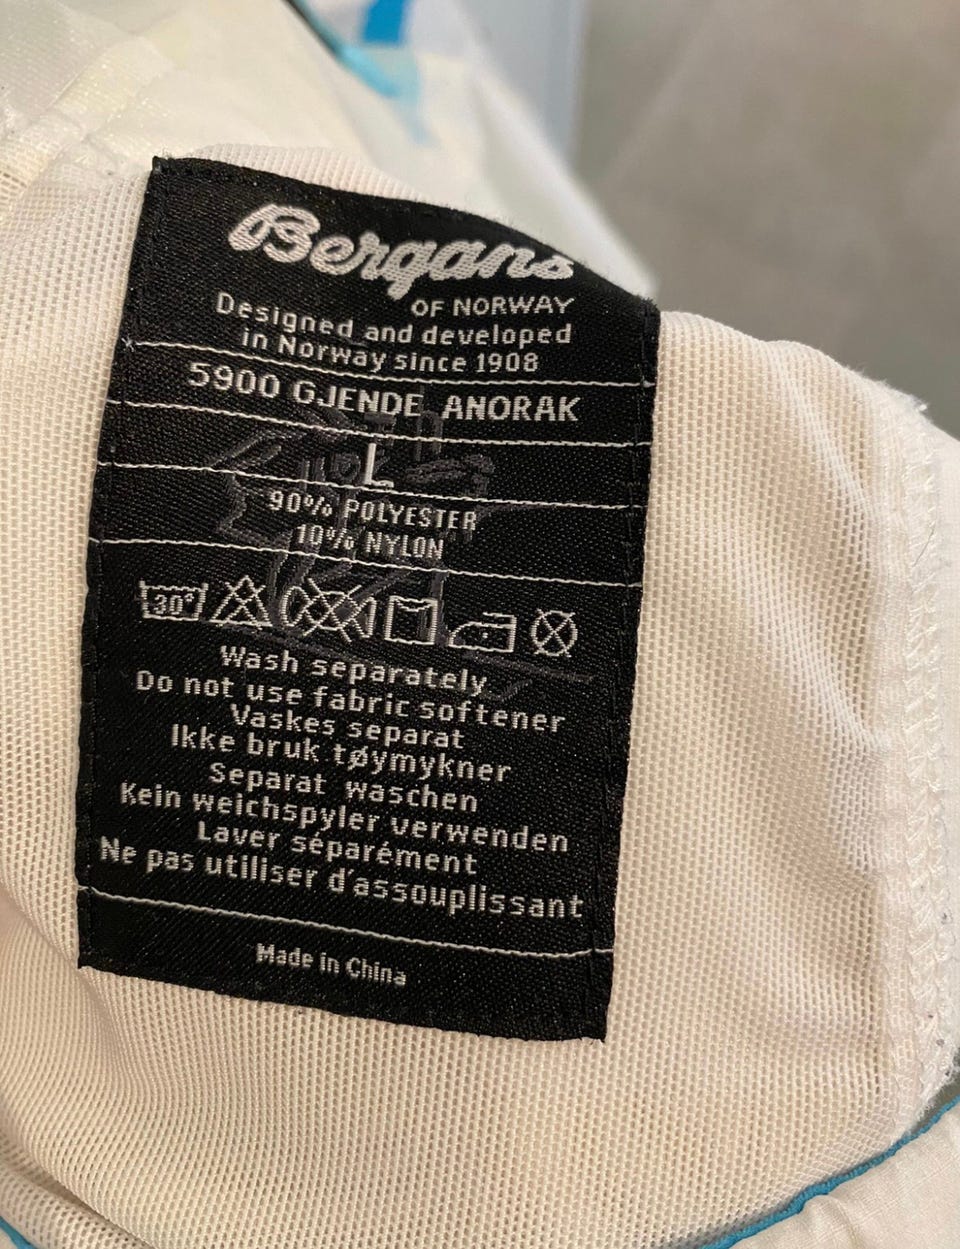 Bergans
OF NORWAY
Designed and developed
in Norway since 1908
5900 GJENDE ANORAK
L
90% POLYESTER
10% NYLON
30°
Wash separately
Do not use fabric softener
Vaskes separat
Ikke bruk tøymykner
Separat waschen
Kein weichspyler verwenden
Laver séparément
Ne pas utiliser d'assouplissant
Made in China